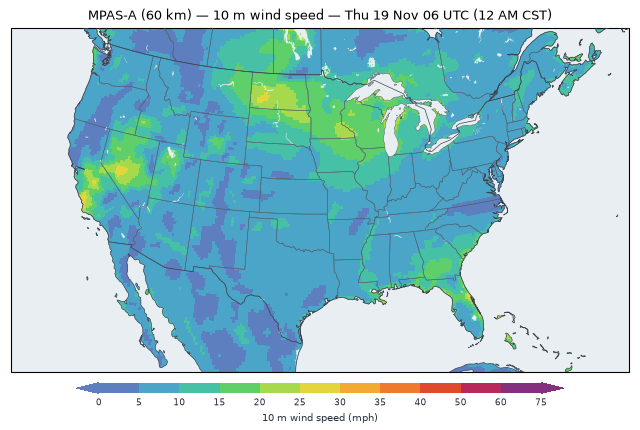 MPAS-A (60 km) — 10 m wind speed — Thu 19 Nov 06 UTC (12 AM CST)
0 5 10 15 20 25 30 35 40 50 60 75
10 m wind speed (mph)